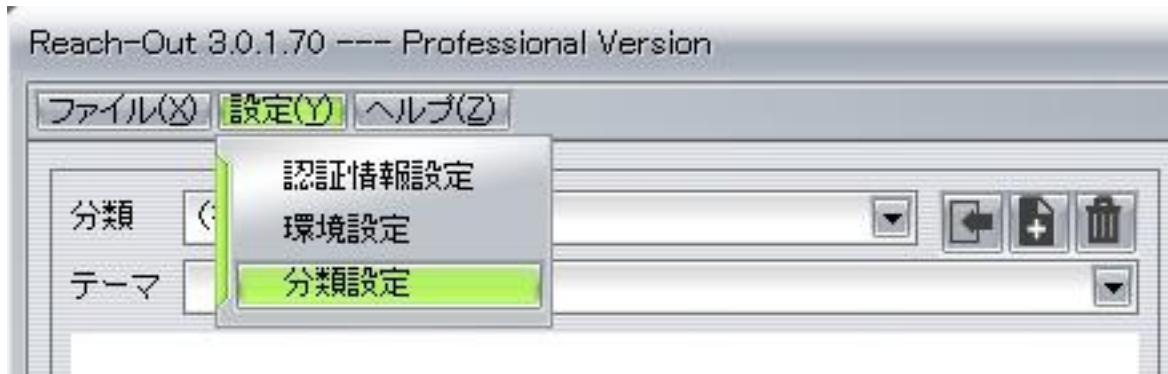 Reach-Out 3.0.1.70 --- Professional Version
ファイル(X) 設定(Y) ヘルプ(Z)
認証情報設定
分類
環境設定
テーマ
分類設定